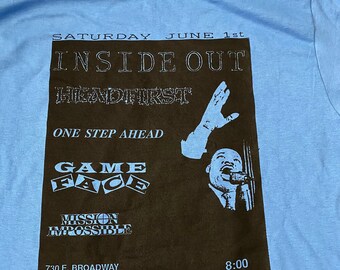 SATURDAY JUNE 1st
INSIDE OUT
HEADFIRST
ONE STEP AHEAD
GAME
FACE
MISSION
IMPOSSIBLE
730 E. BROADWAY 8:00